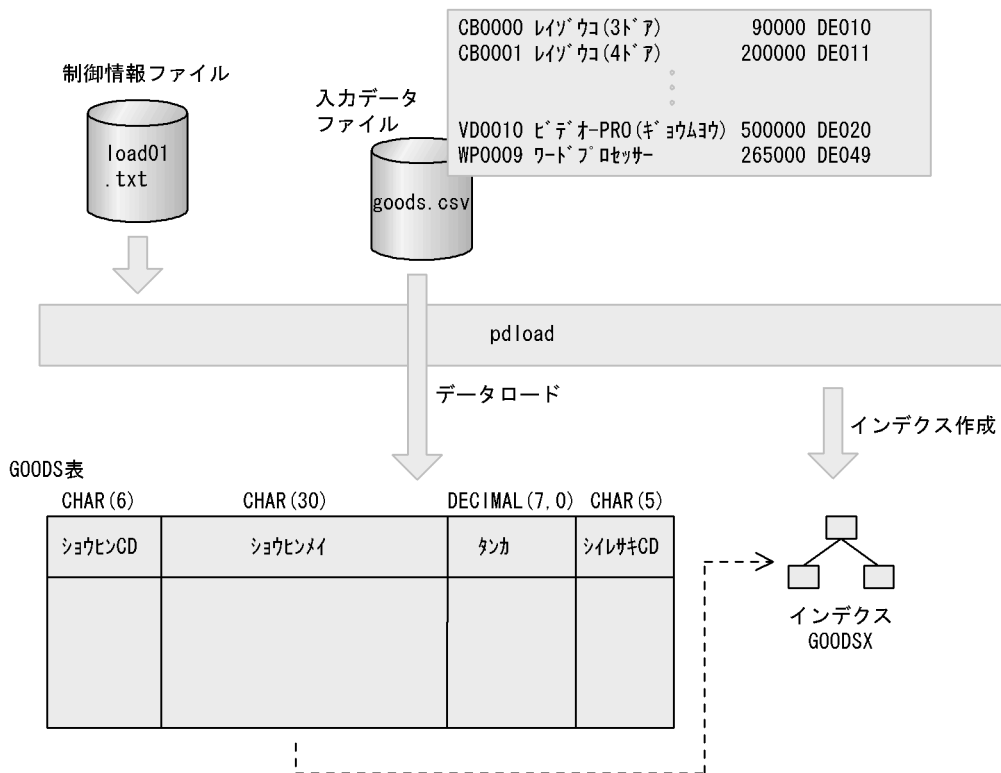 制御情報ファイル
load01
.txt
入力データ
ファイル
goods.csv
CB0000 ﾚｲｿﾞｳｺ(3ﾄﾞｱ) 90000 DE010
CB0001 ﾚｲｿﾞｳｺ(4ﾄﾞｱ) 200000 DE011
VD0010 ﾋﾞﾃﾞｵｰPRO(ｷﾞｮｳﾑﾖｳ) 500000 DE020
WP0009 ﾜｰﾄﾞﾌﾟﾛｾｯｻｰ 265000 DE049
pdload
データロード
インデクス作成
GOODS表
CHAR(6) CHAR(30) DECIMAL(7,0) CHAR(5)
ｼｮｳﾋﾝCD ｼｮｳﾋﾝﾒｲ ﾀﾝｶ ｼｲﾚｻｷCD
インデクス
GOODSX